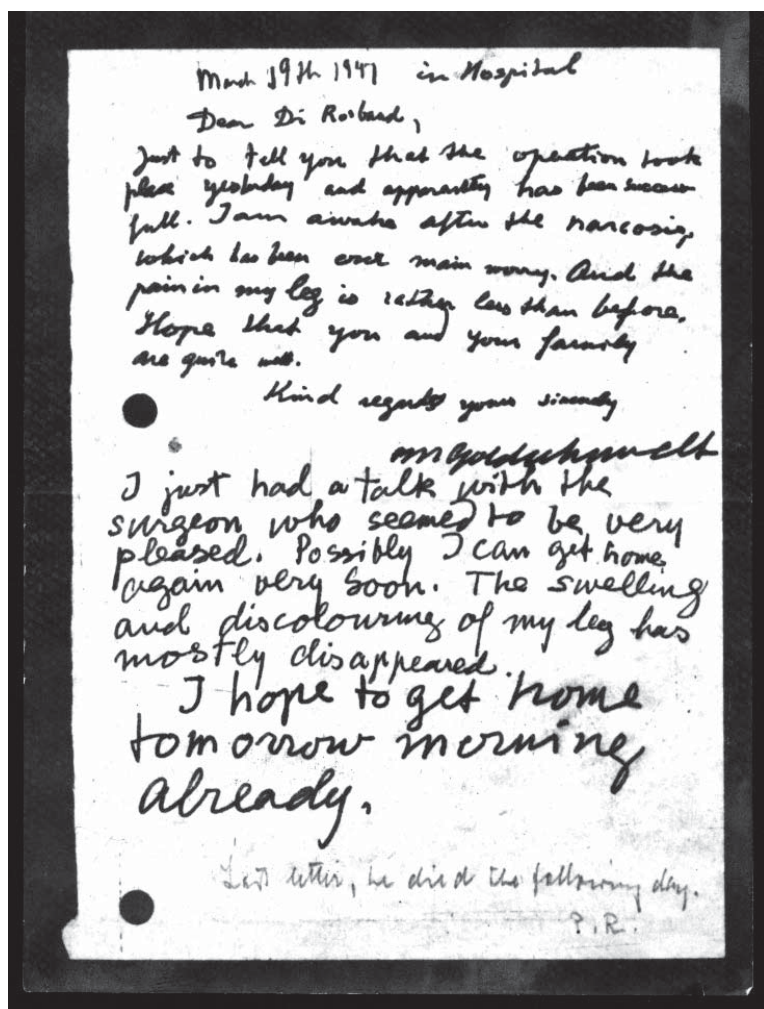 March 19th 1947 in Hospital
Dear Dr Rosbaud,
Just to tell you that the operation took
place yesterday and apparently has been success
full. I am awake after the narcosis,
which has been our main worry. And the
pain in my leg is rather less than before.
Hope that you and your family
are quite well.
Kind regards yours sincerely
VM Goldschmidt
I just had a talk with the
surgeon who seemed to be very
pleased. Possibly I can get home
again very soon. The swelling
and discolouring of my leg has
mostly disappeared.
I hope to get home
tomorrow morning
already.
Last letter, he died the following day.
P.R.